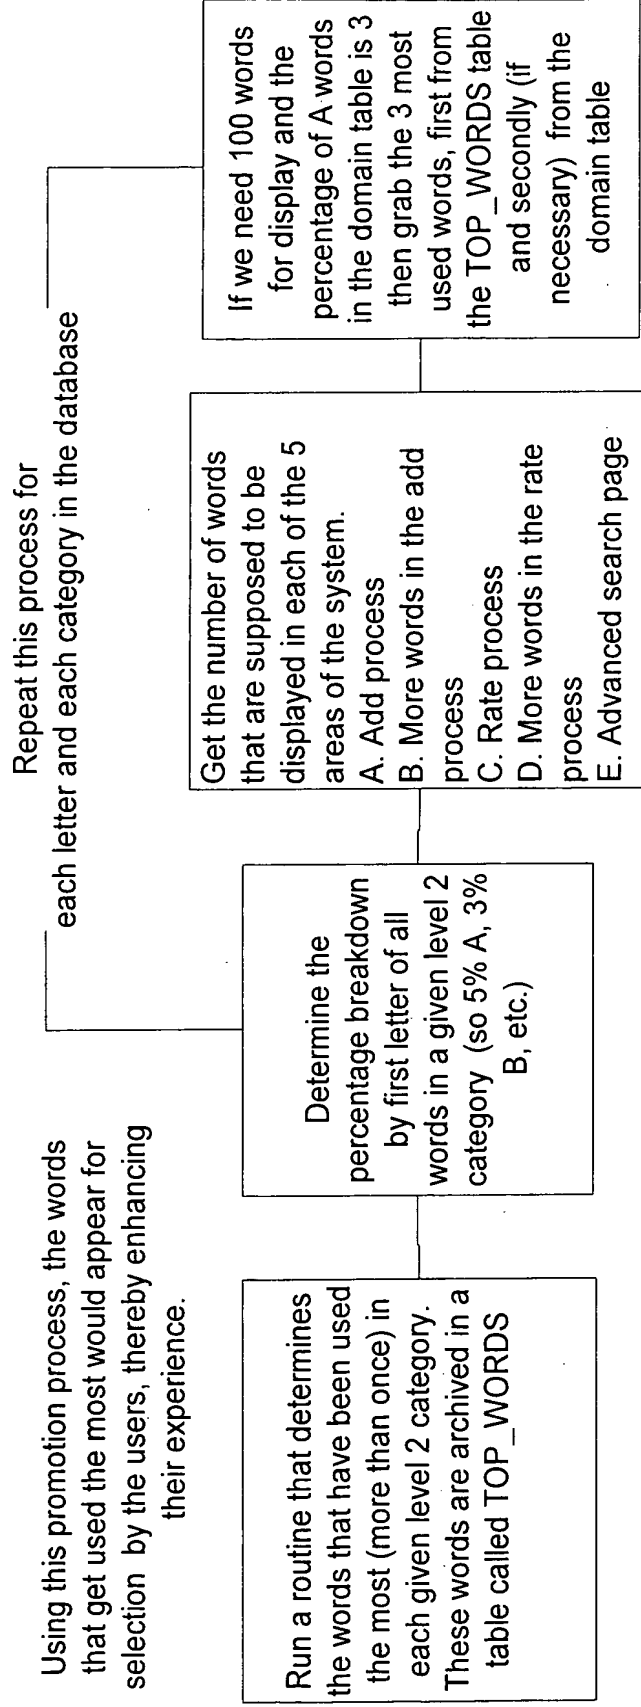 Using this promotion process, the words
that get used the most would appear for
selection by the users, thereby enhancing
their experience.
Repeat this process for
each letter and each category in the database
Run a routine that determines
the words that have been used
the most (more than once) in
each given level 2 category.
These words are archived in a
table called TOP_WORDS
Determine the
percentage breakdown
by first letter of all
words in a given level 2
category (so 5% A, 3%
B, etc.)
Get the number of words
that are supposed to be
displayed in each of the 5
areas of the system.
A. Add process
B. More words in the add
process
C. Rate process
D. More words in the rate
process
E. Advanced search page
If we need 100 words
for display and the
percentage of A words
in the domain table is 3
then grab the 3 most
used words, first from
the TOP_WORDS table
and secondly (if
necessary) from the
domain table